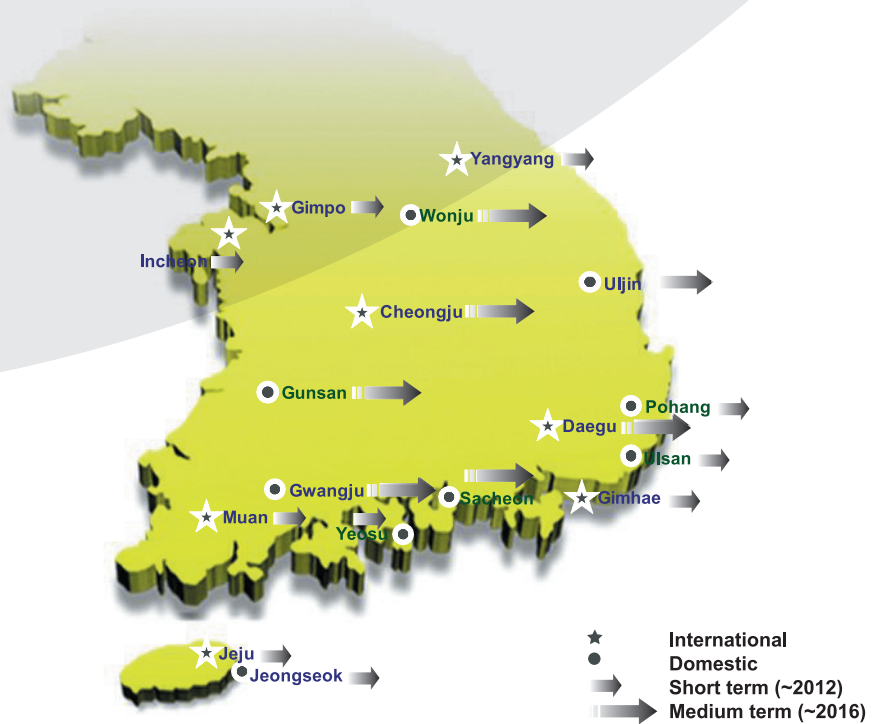 Yangyang
Gimpo
Wonju
Incheon
Uljin
Cheongju
Gunsan
Pohang
Daegu
Ulsan
Gwangju
Sacheon
Gimhae
Muan
Yeosu
Jeju
Jeongseok
International
Domestic
Short term (~2012)
Medium term (~2016)